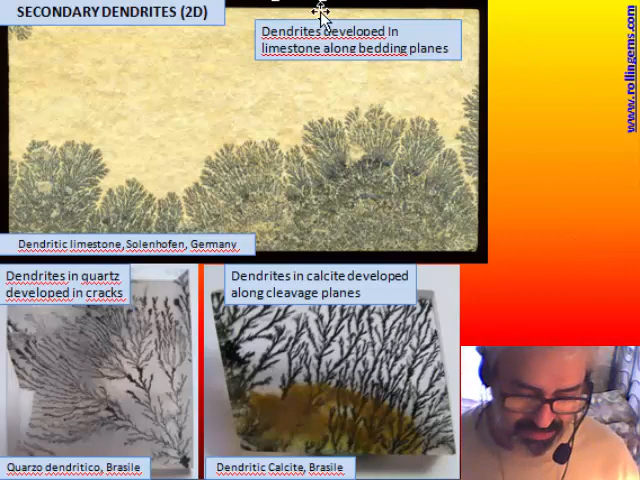 SECONDARY DENDRITES (2D)
Dendrites developed In
limestone along bedding planes
www.rollingems.com
Dendritic limestone, Solenhofen, Germany
Dendrites in quartz
developed in cracks
Dendrites in calcite developed
along cleavage planes
Quarzo dendritico, Brasile
Dendritic Calcite, Brasile